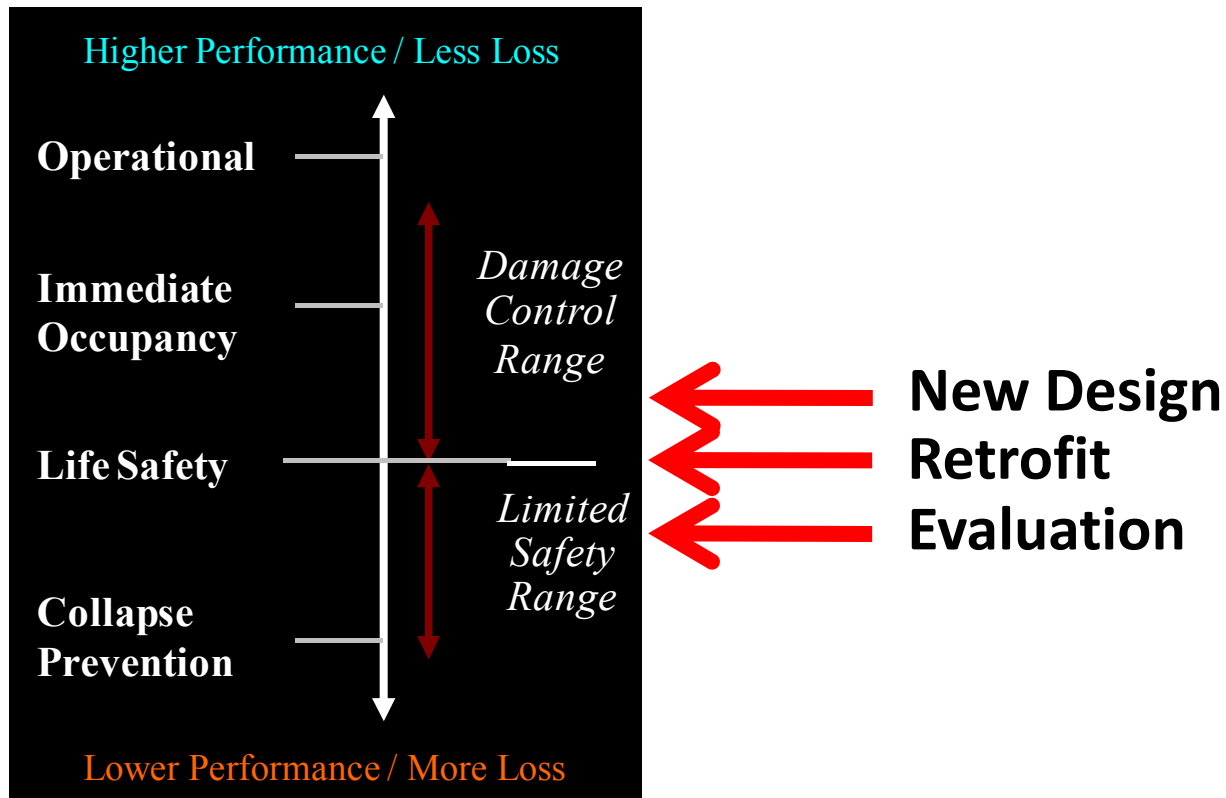 Higher Performance / Less Loss
Operational
Immediate
Occupancy
Damage
Control
Range
Life Safety
Limited
Safety
Range
Collapse
Prevention
Lower Performance / More Loss
New Design
Retrofit
Evaluation